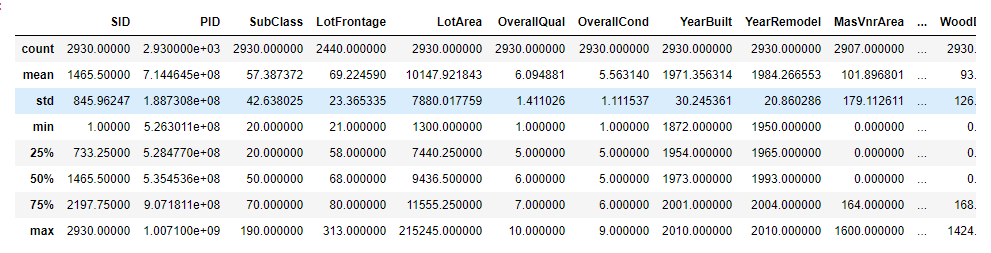 SID PID SubClass LotFrontage LotArea OverallQual OverallCond YearBuilt YearRemodel MasVnrArea ...
count 2930.00000 2.930000e+03 2930.000000 2440.000000 2930.000000 2930.000000 2930.000000 2930.000000 2930.000000 2907.000000 ... 2930.
mean 1465.50000 7.144645e+08 57.387372 69.224590 10147.921843 6.094881 5.563140 1971.356314 1984.266553 101.896801 ... 93.
std 845.96247 1.887308e+08 42.638025 23.365335 7880.017759 1.411026 1.111537 30.245361 20.860286 179.112611 ... 126.
min 1.00000 5.263011e+08 20.000000 21.000000 1300.000000 1.000000 1.000000 1872.000000 1950.000000 0.000000 ... 0.
25% 733.25000 5.284770e+08 20.000000 58.000000 7440.250000 5.000000 5.000000 1954.000000 1965.000000 0.000000 ... 0.
50% 1465.50000 5.354536e+08 50.000000 68.000000 9436.500000 6.000000 5.000000 1973.000000 1993.000000 0.000000 ... 0.
75% 2197.75000 9.071811e+08 70.000000 80.000000 11555.250000 7.000000 6.000000 2001.000000 2004.000000 164.000000 ... 168.
max 2930.00000 1.007100e+09 190.000000 313.000000 215245.000000 10.000000 9.000000 2010.000000 2010.000000 1600.000000 ... 1424.